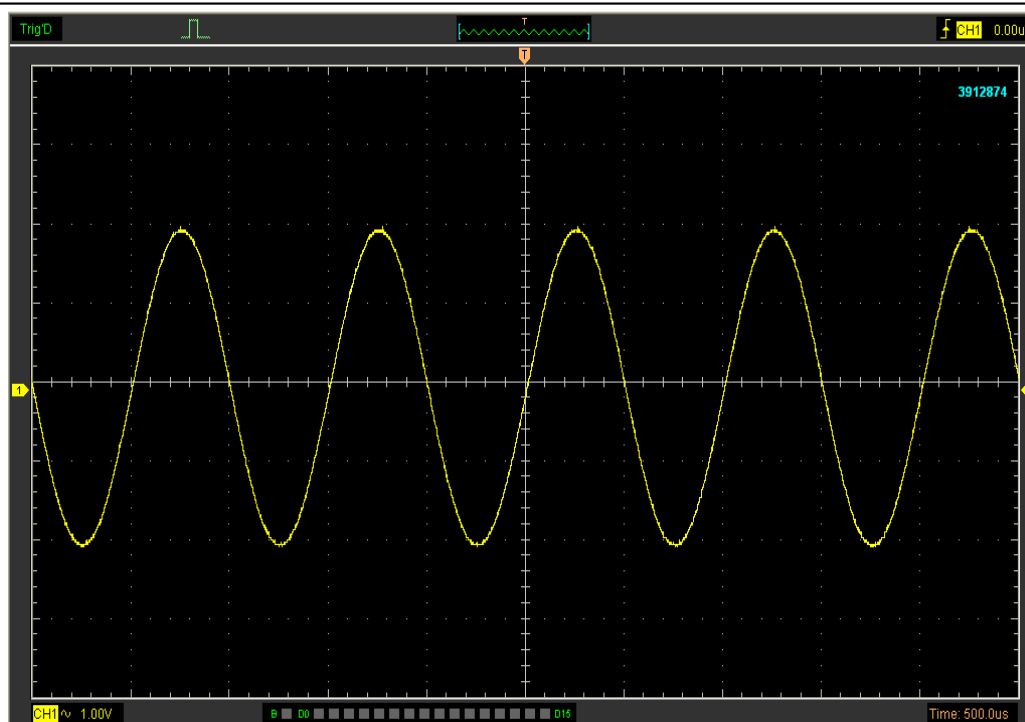 Trig'D
T
CH1 0.00u
T
3912874
1
CH1 ∿ 1.00V
B D0 D15
Time: 500.0us